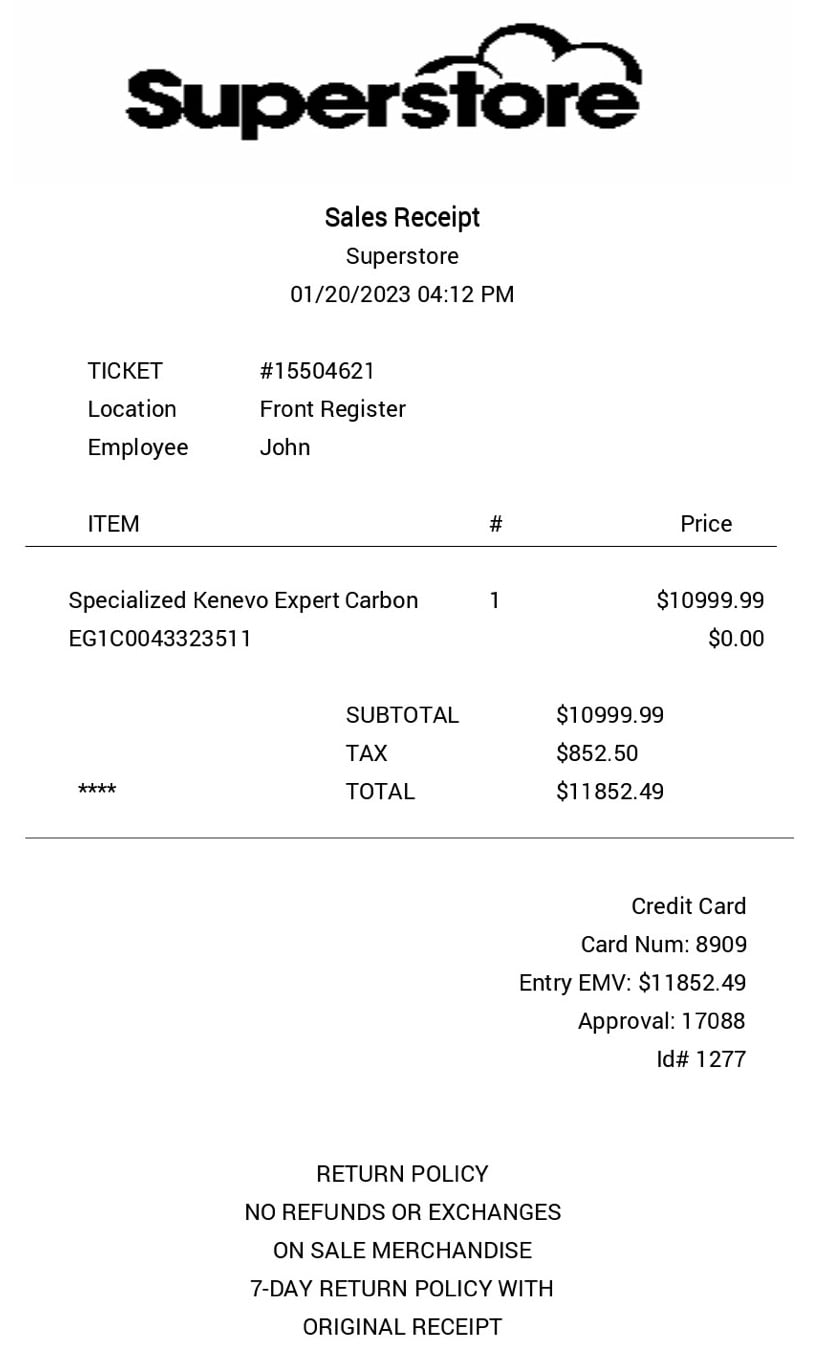 Superstore
Sales Receipt
Superstore
01/20/2023 04:12 PM
TICKET #15504621
Location Front Register
Employee John
ITEM # Price
Specialized Kenevo Expert Carbon 1 $10999.99
EG1C0043323511 $0.00
SUBTOTAL $10999.99
TAX $852.50
**** TOTAL $11852.49
Credit Card
Card Num: 8909
Entry EMV: $11852.49
Approval: 17088
Id# 1277
RETURN POLICY
NO REFUNDS OR EXCHANGES
ON SALE MERCHANDISE
7-DAY RETURN POLICY WITH
ORIGINAL RECEIPT